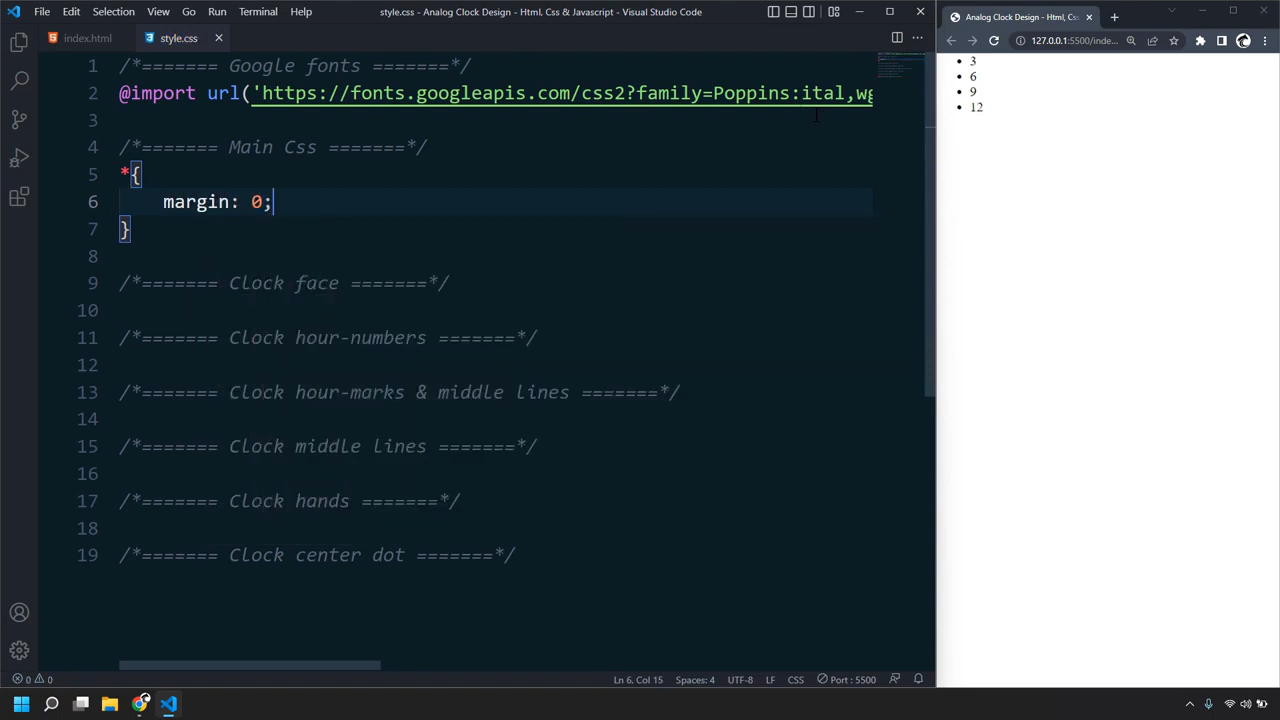 File Edit Selection View Go Run Terminal Help
style.css - Analog Clock Design - Html, Css & Javascript - Visual Studio Code
Analog Clock Design - Html, Cs
index.html
style.css
127.0.0.1:5500/inde...
1 /*======= Google fonts =======*/
2 @import url('https://fonts.googleapis.com/css2?family=Poppins:ital,wg
3
4 /*======= Main Css =======*/
5 *{
6 margin: 0;
7 }
8
9 /*======= Clock face =======*/
10
11 /*======= Clock hour-numbers =======*/
12
13 /*======= Clock hour-marks & middle lines =======*/
14
15 /*======= Clock middle lines =======*/
16
17 /*======= Clock hands =======*/
18
19 /*======= Clock center dot =======*/
• 3
• 6
• 9
• 12
0 0 Ln 6, Col 15 Spaces: 4 UTF-8 LF CSS Port : 5500